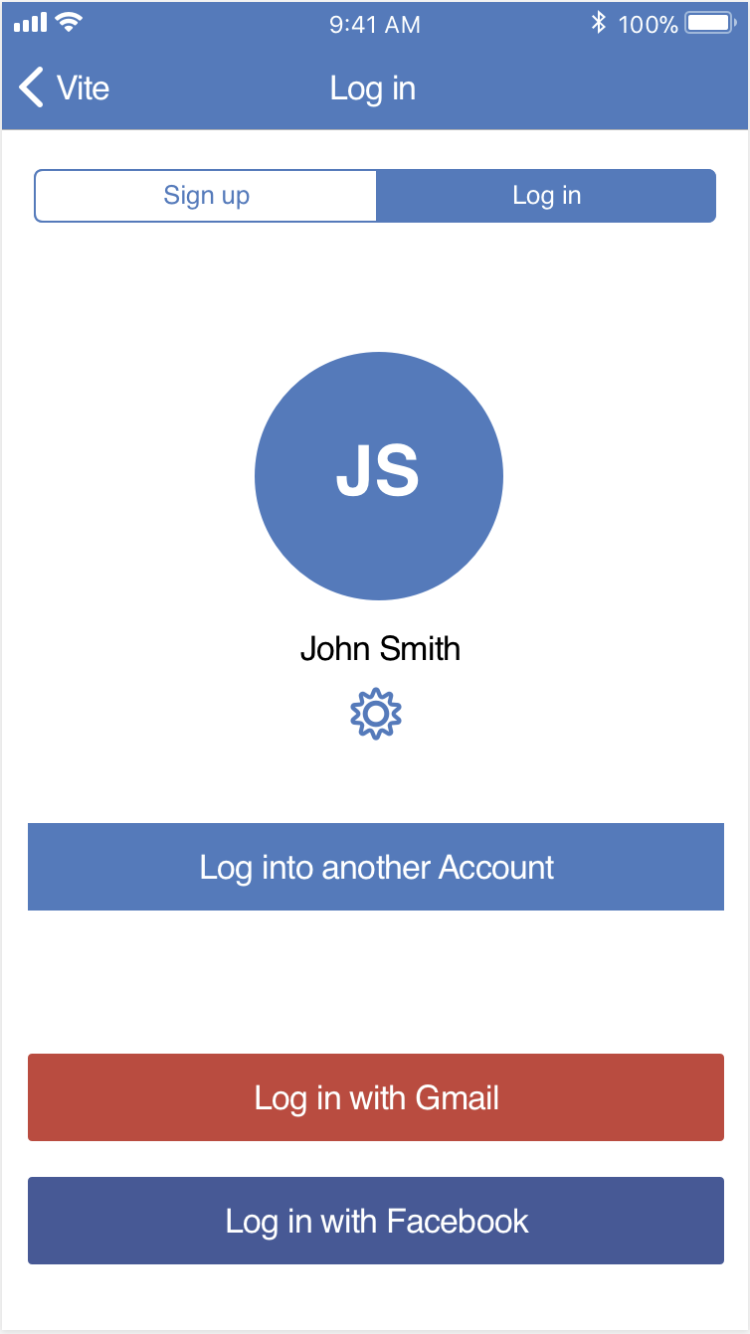 9:41 AM 100%
Vite Log in
Sign up Log in
JS
John Smith
Log into another Account
Log in with Gmail
Log in with Facebook